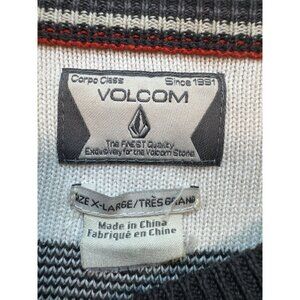 Corpo Class Since 1991
VOLCOM
The FINEST Quality
Exclusively for the Volcom Stone!
SIZE X-LARGE/TRÈS GRAND
Made in China
Fabriqué en Chine